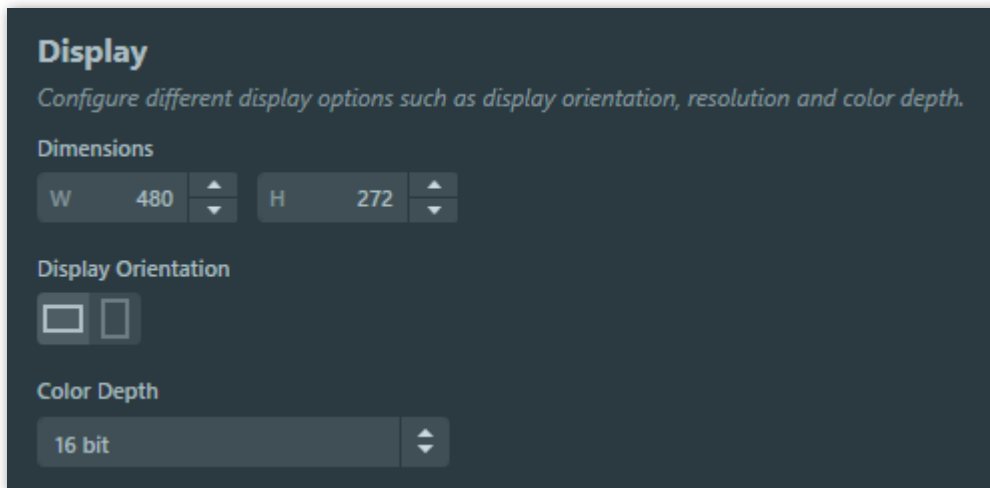 Display
Configure different display options such as display orientation, resolution and color depth.
Dimensions
W 480 H 272
Display Orientation
Color Depth
16 bit